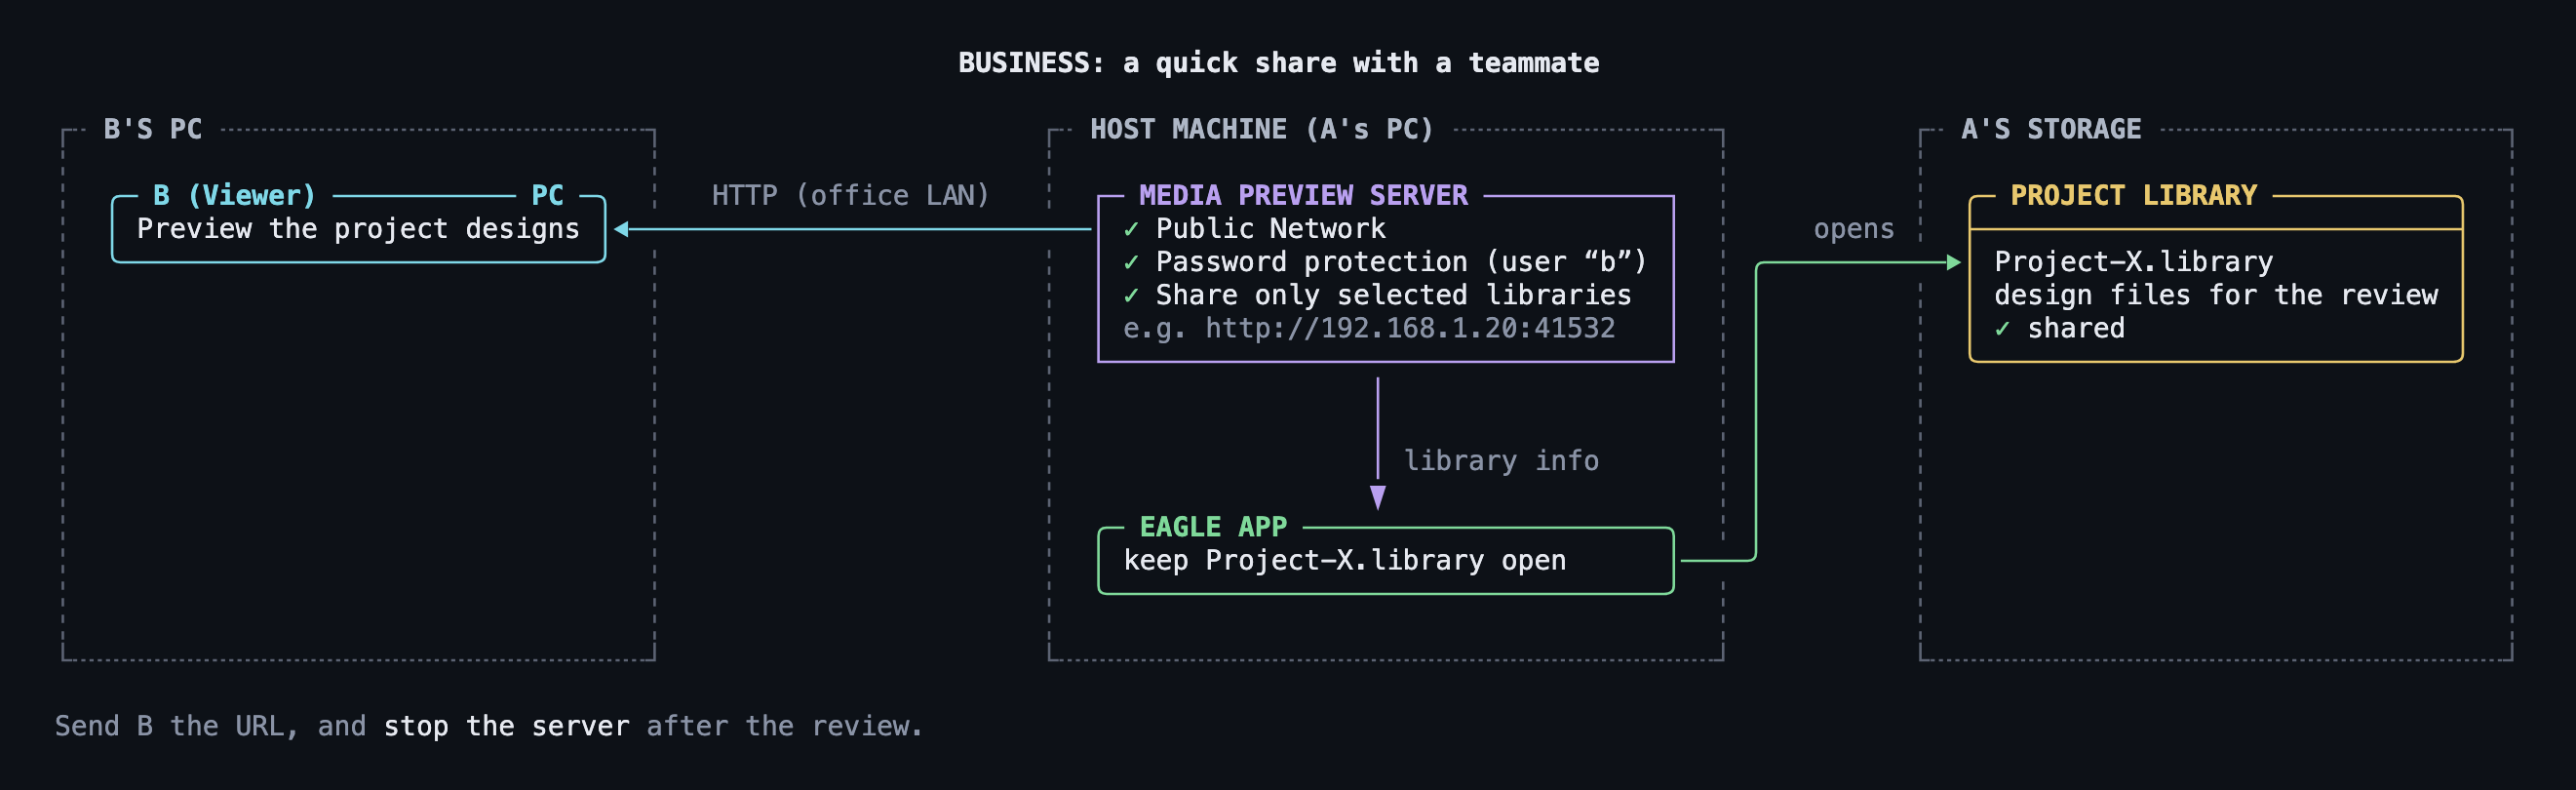 BUSINESS: a quick share with a teammate
B'S PC
B (Viewer) PC
Preview the project designs
HTTP (office LAN)
HOST MACHINE (A's PC)
MEDIA PREVIEW SERVER
✓ Public Network
✓ Password protection (user “b”)
✓ Share only selected libraries
e.g. http://192.168.1.20:41532
library info
EAGLE APP
keep Project-X.library open
opens
A'S STORAGE
PROJECT LIBRARY
Project-X.library
design files for the review
✓ shared
Send B the URL, and stop the server after the review.